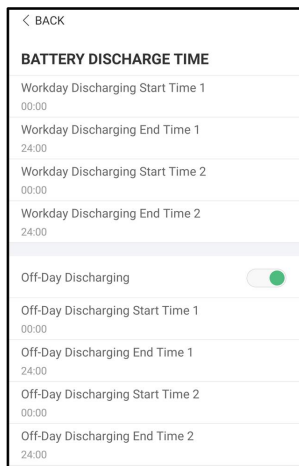 < BACK
BATTERY DISCHARGE TIME
Workday Discharging Start Time 1
00:00
Workday Discharging End Time 1
24:00
Workday Discharging Start Time 2
00:00
Workday Discharging End Time 2
24:00
Off-Day Discharging
Off-Day Discharging Start Time 1
00:00
Off-Day Discharging End Time 1
24:00
Off-Day Discharging Start Time 2
00:00
Off-Day Discharging End Time 2
24:00